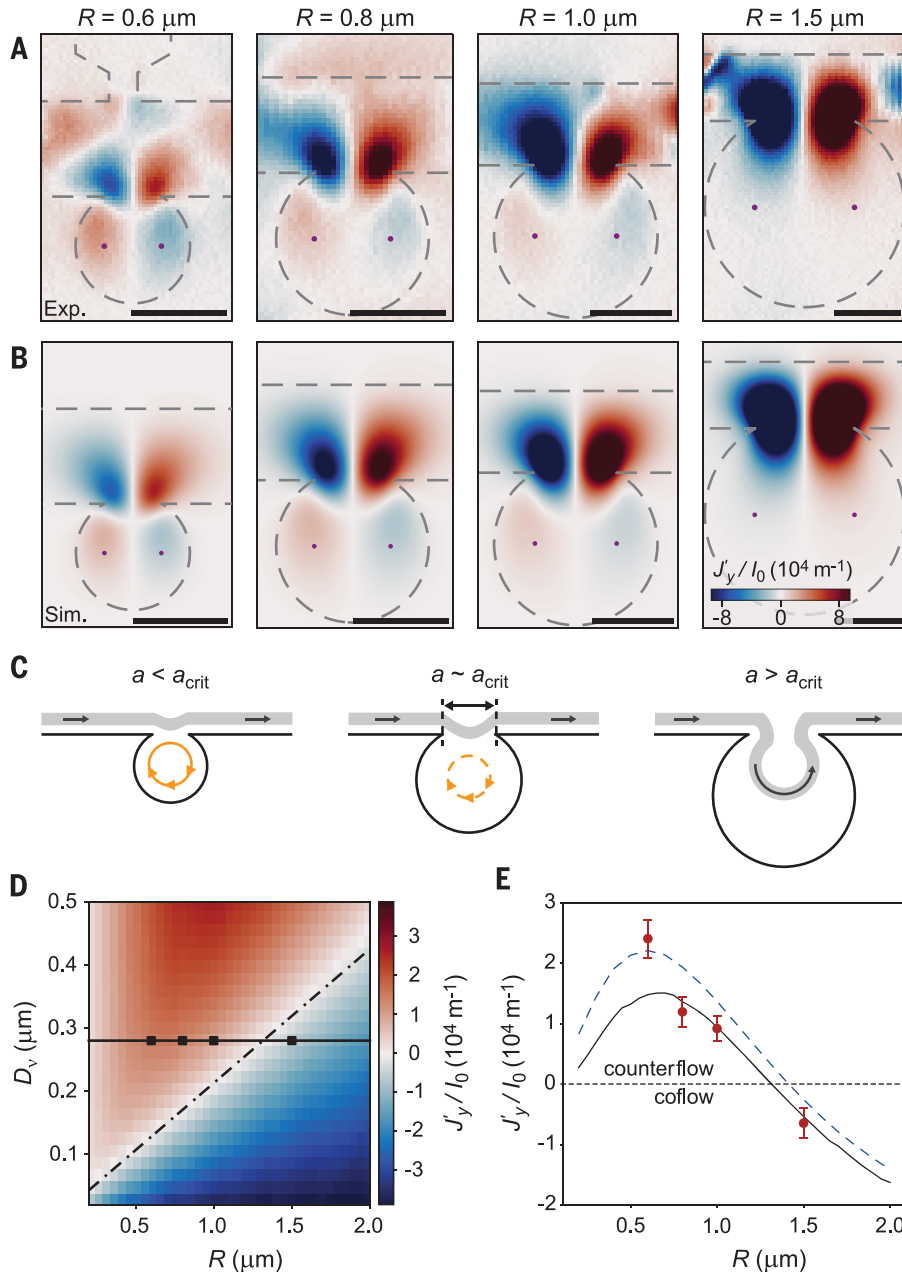 R = 0.6 μm R = 0.8 μm R = 1.0 μm R = 1.5 μm
A
Exp.
B
Sim.
J′y / I0 (10⁴ m⁻¹)
-8 0 8
C
a < acrit a ~ acrit a > acrit
D
0.5
0.4
0.3
0.2
0.1
Dν (μm)
0.5 1.0 1.5 2.0
R (μm)
3
2
1
0
-1
-2
-3
J′y / I0 (10⁴ m⁻¹)
E
3
2
1
0
-1
-2
J′y / I0 (10⁴ m⁻¹)
counterflow
coflow
0.5 1.0 1.5 2.0
R (μm)